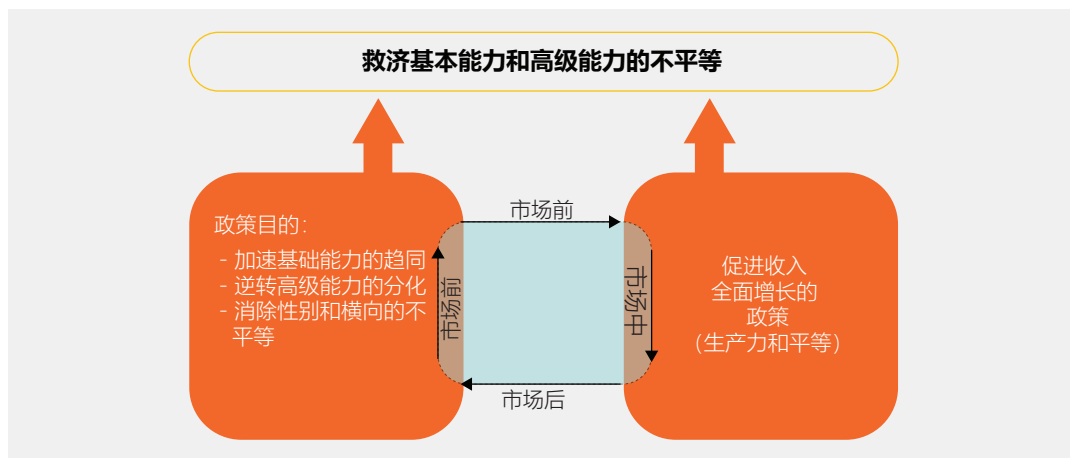 救济基本能力和高级能力的不平等
政策目的：
- 加速基础能力的趋同
- 逆转高级能力的分化
- 消除性别和横向的不
平等
市场前
市场前
市场中
市场后
促进收入
全面增长的
政策
（生产力和平等）